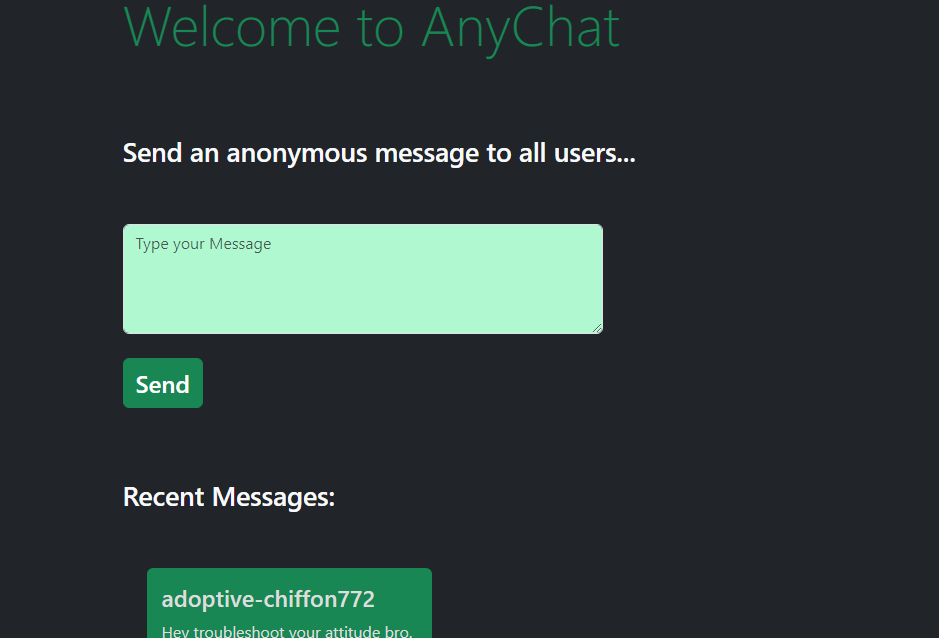 Welcome to AnyChat
Send an anonymous message to all users...
Type your Message
Send
Recent Messages:
adoptive-chiffon772
Hey troubleshoot your attitude bro.